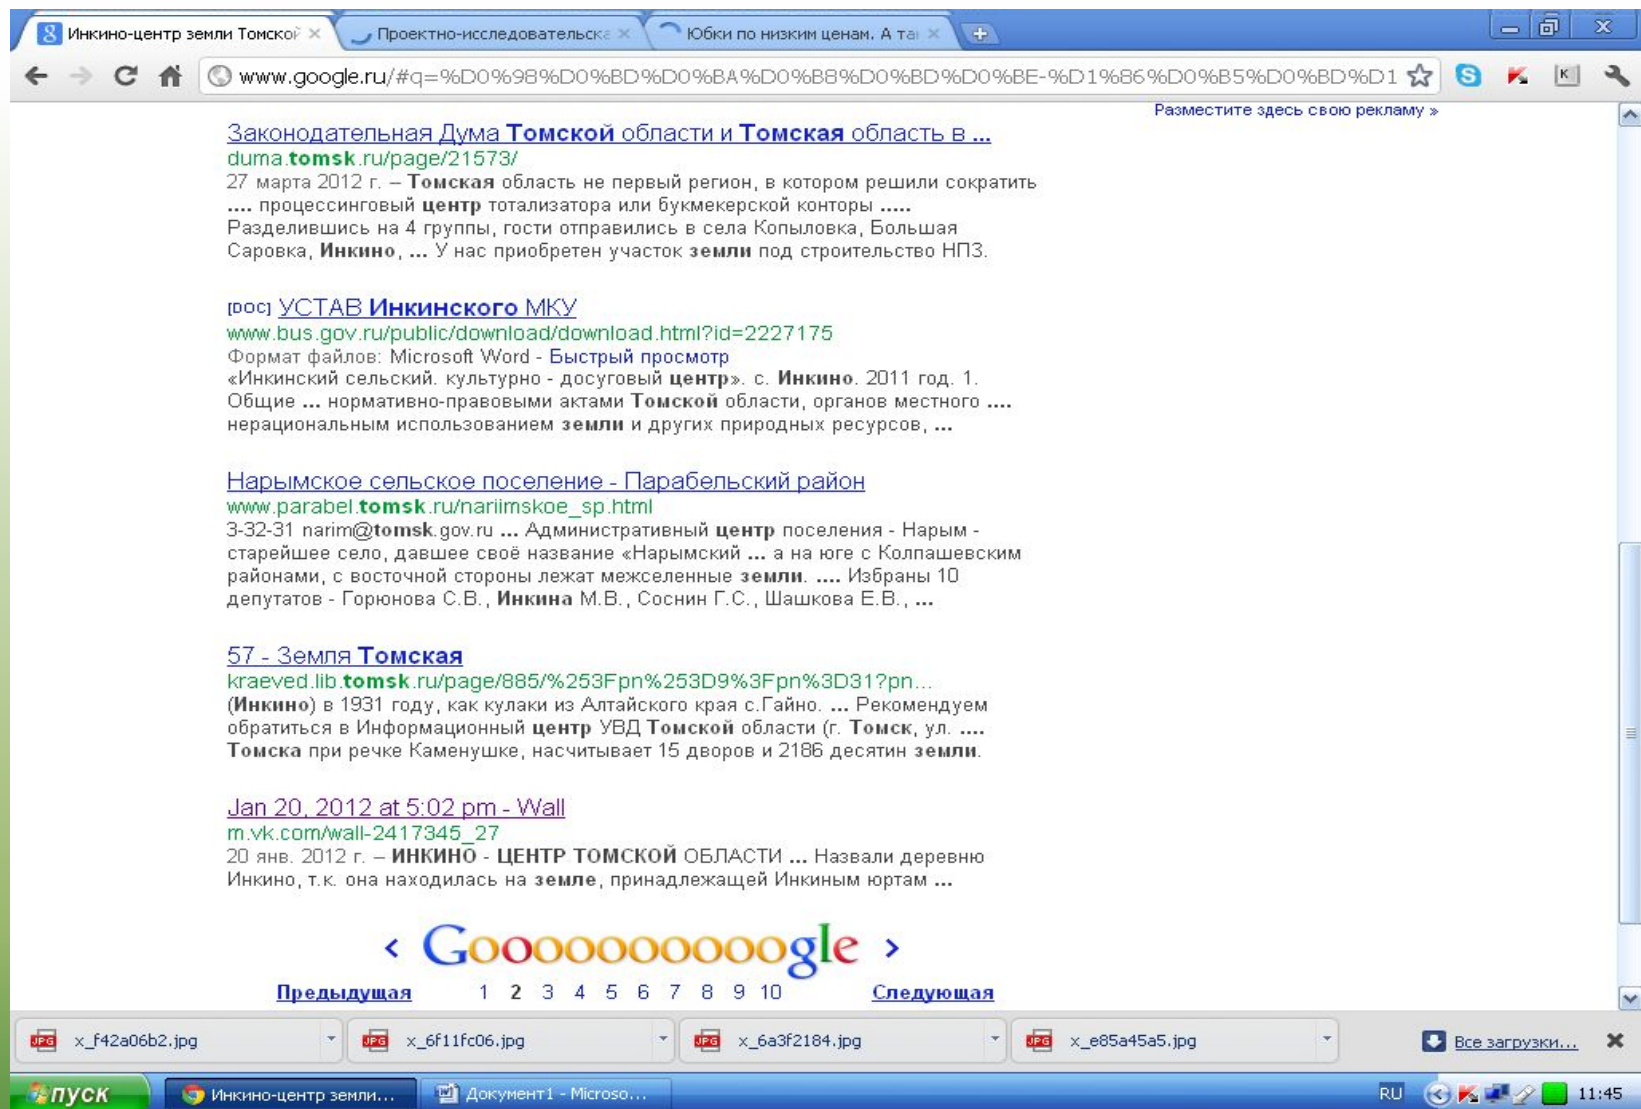 Инкино-центр земли Томской
Проектно-исследовательска
Юбки по низким ценам. А та
www.google.ru/#q=%D0%98%D0%BD%D0%BA%D0%B8%D0%BD%D0%BE-%D1%86%D0%B5%D0%BD%D1
Разместите здесь свою рекламу »
Законодательная Дума Томской области и Томская область в ...
duma.tomsk.ru/page/21573/
27 марта 2012 г. – Томская область не первый регион, в котором решили сократить
.... процессинговый центр тотализатора или букмекерской конторы .....
Разделившись на 4 группы, гости отправились в села Копыловка, Большая
Саровка, Инкино, ... У нас приобретен участок земли под строительство НПЗ.
[DOC] УСТАВ Инкинского МКУ
www.bus.gov.ru/public/download/download.html?id=2227175
Формат файлов: Microsoft Word - Быстрый просмотр
«Инкинский сельский. культурно - досуговый центр». с. Инкино. 2011 год. 1.
Общие ... нормативно-правовыми актами Томской области, органов местного ....
нерациональным использованием земли и других природных ресурсов, ...
Нарымское сельское поселение - Парабельский район
www.parabel.tomsk.ru/nariimskoe_sp.html
3-32-31 narim@tomsk.gov.ru ... Административный центр поселения - Нарым -
старейшее село, давшее своё название «Нарымский ... а на юге с Колпашевским
районами, с восточной стороны лежат межселенные земли. .... Избраны 10
депутатов - Горюнова С.В., Инкина М.В., Соснин Г.С., Шашкова Е.В., ...
57 - Земля Томская
kraeved.lib.tomsk.ru/page/885/%253Fpn%253D9%3Fpn%3D31?pn...
(Инкино) в 1931 году, как кулаки из Алтайского края с.Гайно. ... Рекомендуем
обратиться в Информационный центр УВД Томской области (г. Томск, ул. ....
Томска при речке Каменушке, насчитывает 15 дворов и 2186 десятин земли.
Jan 20, 2012 at 5:02 pm - Wall
m.vk.com/wall-2417345_27
20 янв. 2012 г. – ИНКИНО - ЦЕНТР ТОМСКОЙ ОБЛАСТИ ... Назвали деревню
Инкино, т.к. она находилась на земле, принадлежащей Инкиным юртам ...
< Goooooooooogle >
Предыдущая 1 2 3 4 5 6 7 8 9 10 Следующая
x_f42a06b2.jpg
x_6f11fc06.jpg
x_6a3f2184.jpg
x_e85a45a5.jpg
Все загрузки...
пуск
Инкино-центр земли...
Документ1 - Microso...
RU
11:45